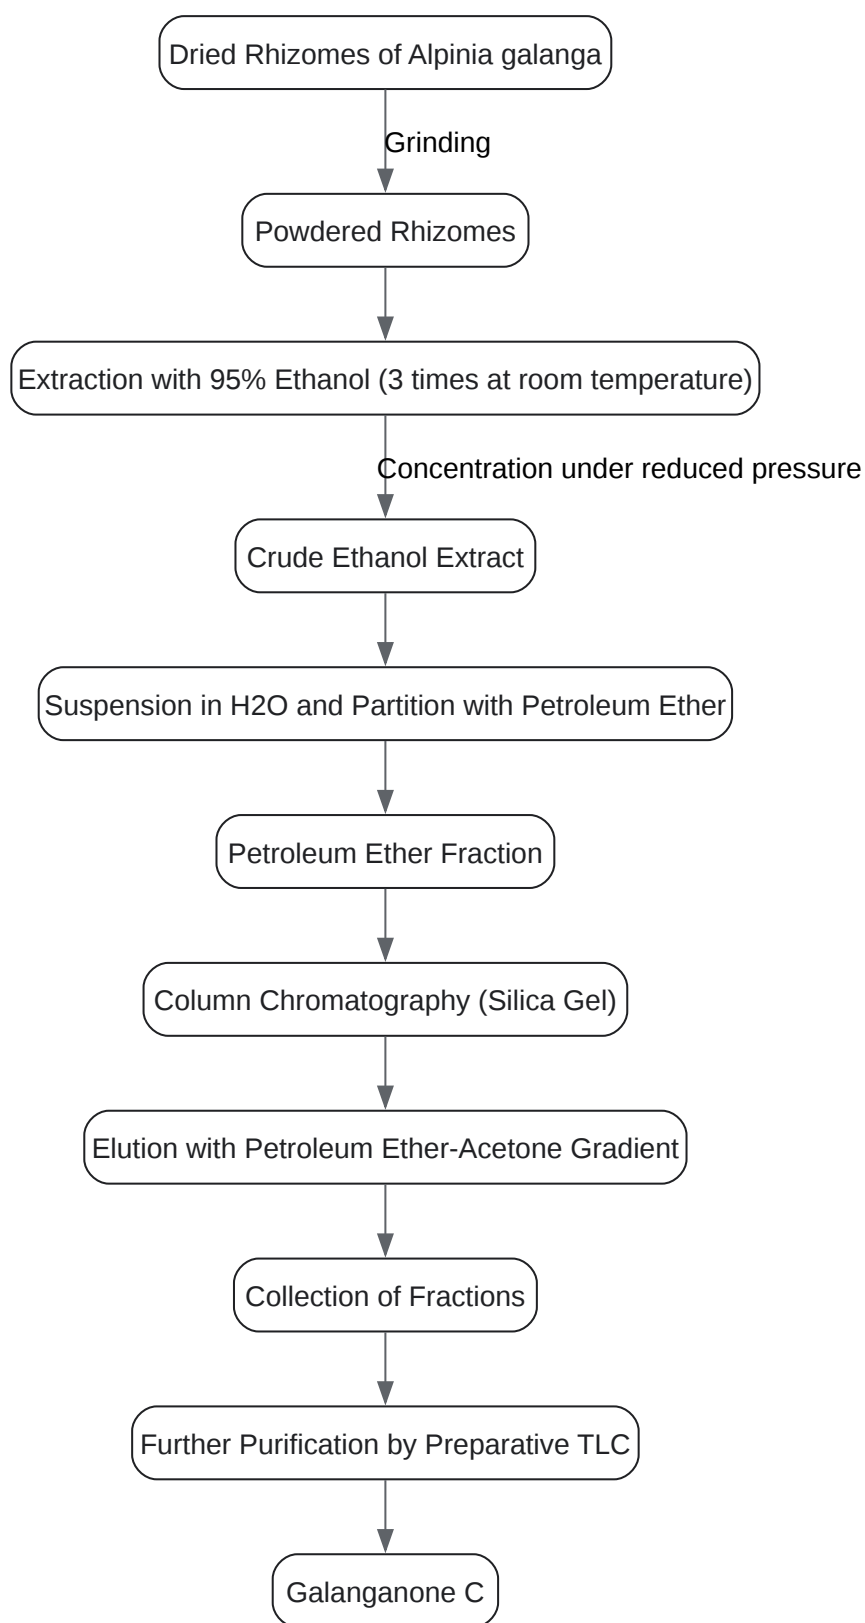 Dried Rhizomes of Alpinia galanga
Grinding
Powdered Rhizomes
Extraction with 95% Ethanol (3 times at room temperature)
Concentration under reduced pressure
Crude Ethanol Extract
Suspension in H2O and Partition with Petroleum Ether
Petroleum Ether Fraction
Column Chromatography (Silica Gel)
Elution with Petroleum Ether-Acetone Gradient
Collection of Fractions
Further Purification by Preparative TLC
Galanganone C